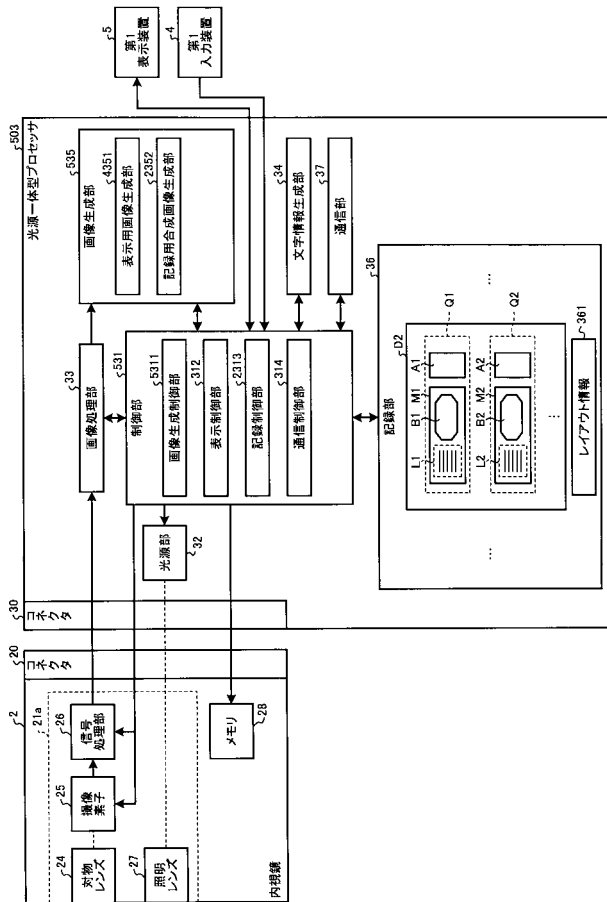 503
光源一体型プロセッサ
535
画像生成部
4351
表示用画像生成部
2352
記録用合成画像生成部
5
第1
表示装置
4
第1
入力装置
33
画像処理部
531
制御部
5311
画像生成制御部
312
表示制御部
2313
記録制御部
314
通信制御部
34
文字情報生成部
37
通信部
光源部
32
36
記録部
D2
Q1
L1
B1
M1
A1
Q2
L2
B2
M2
A2
…
…
…
361
レイアウト情報
30
コネクタ
20
コネクタ
2
21a
26
信号
処理部
25
撮像
素子
24
対物
レンズ
27
照明
レンズ
メモリ
28
内視鏡